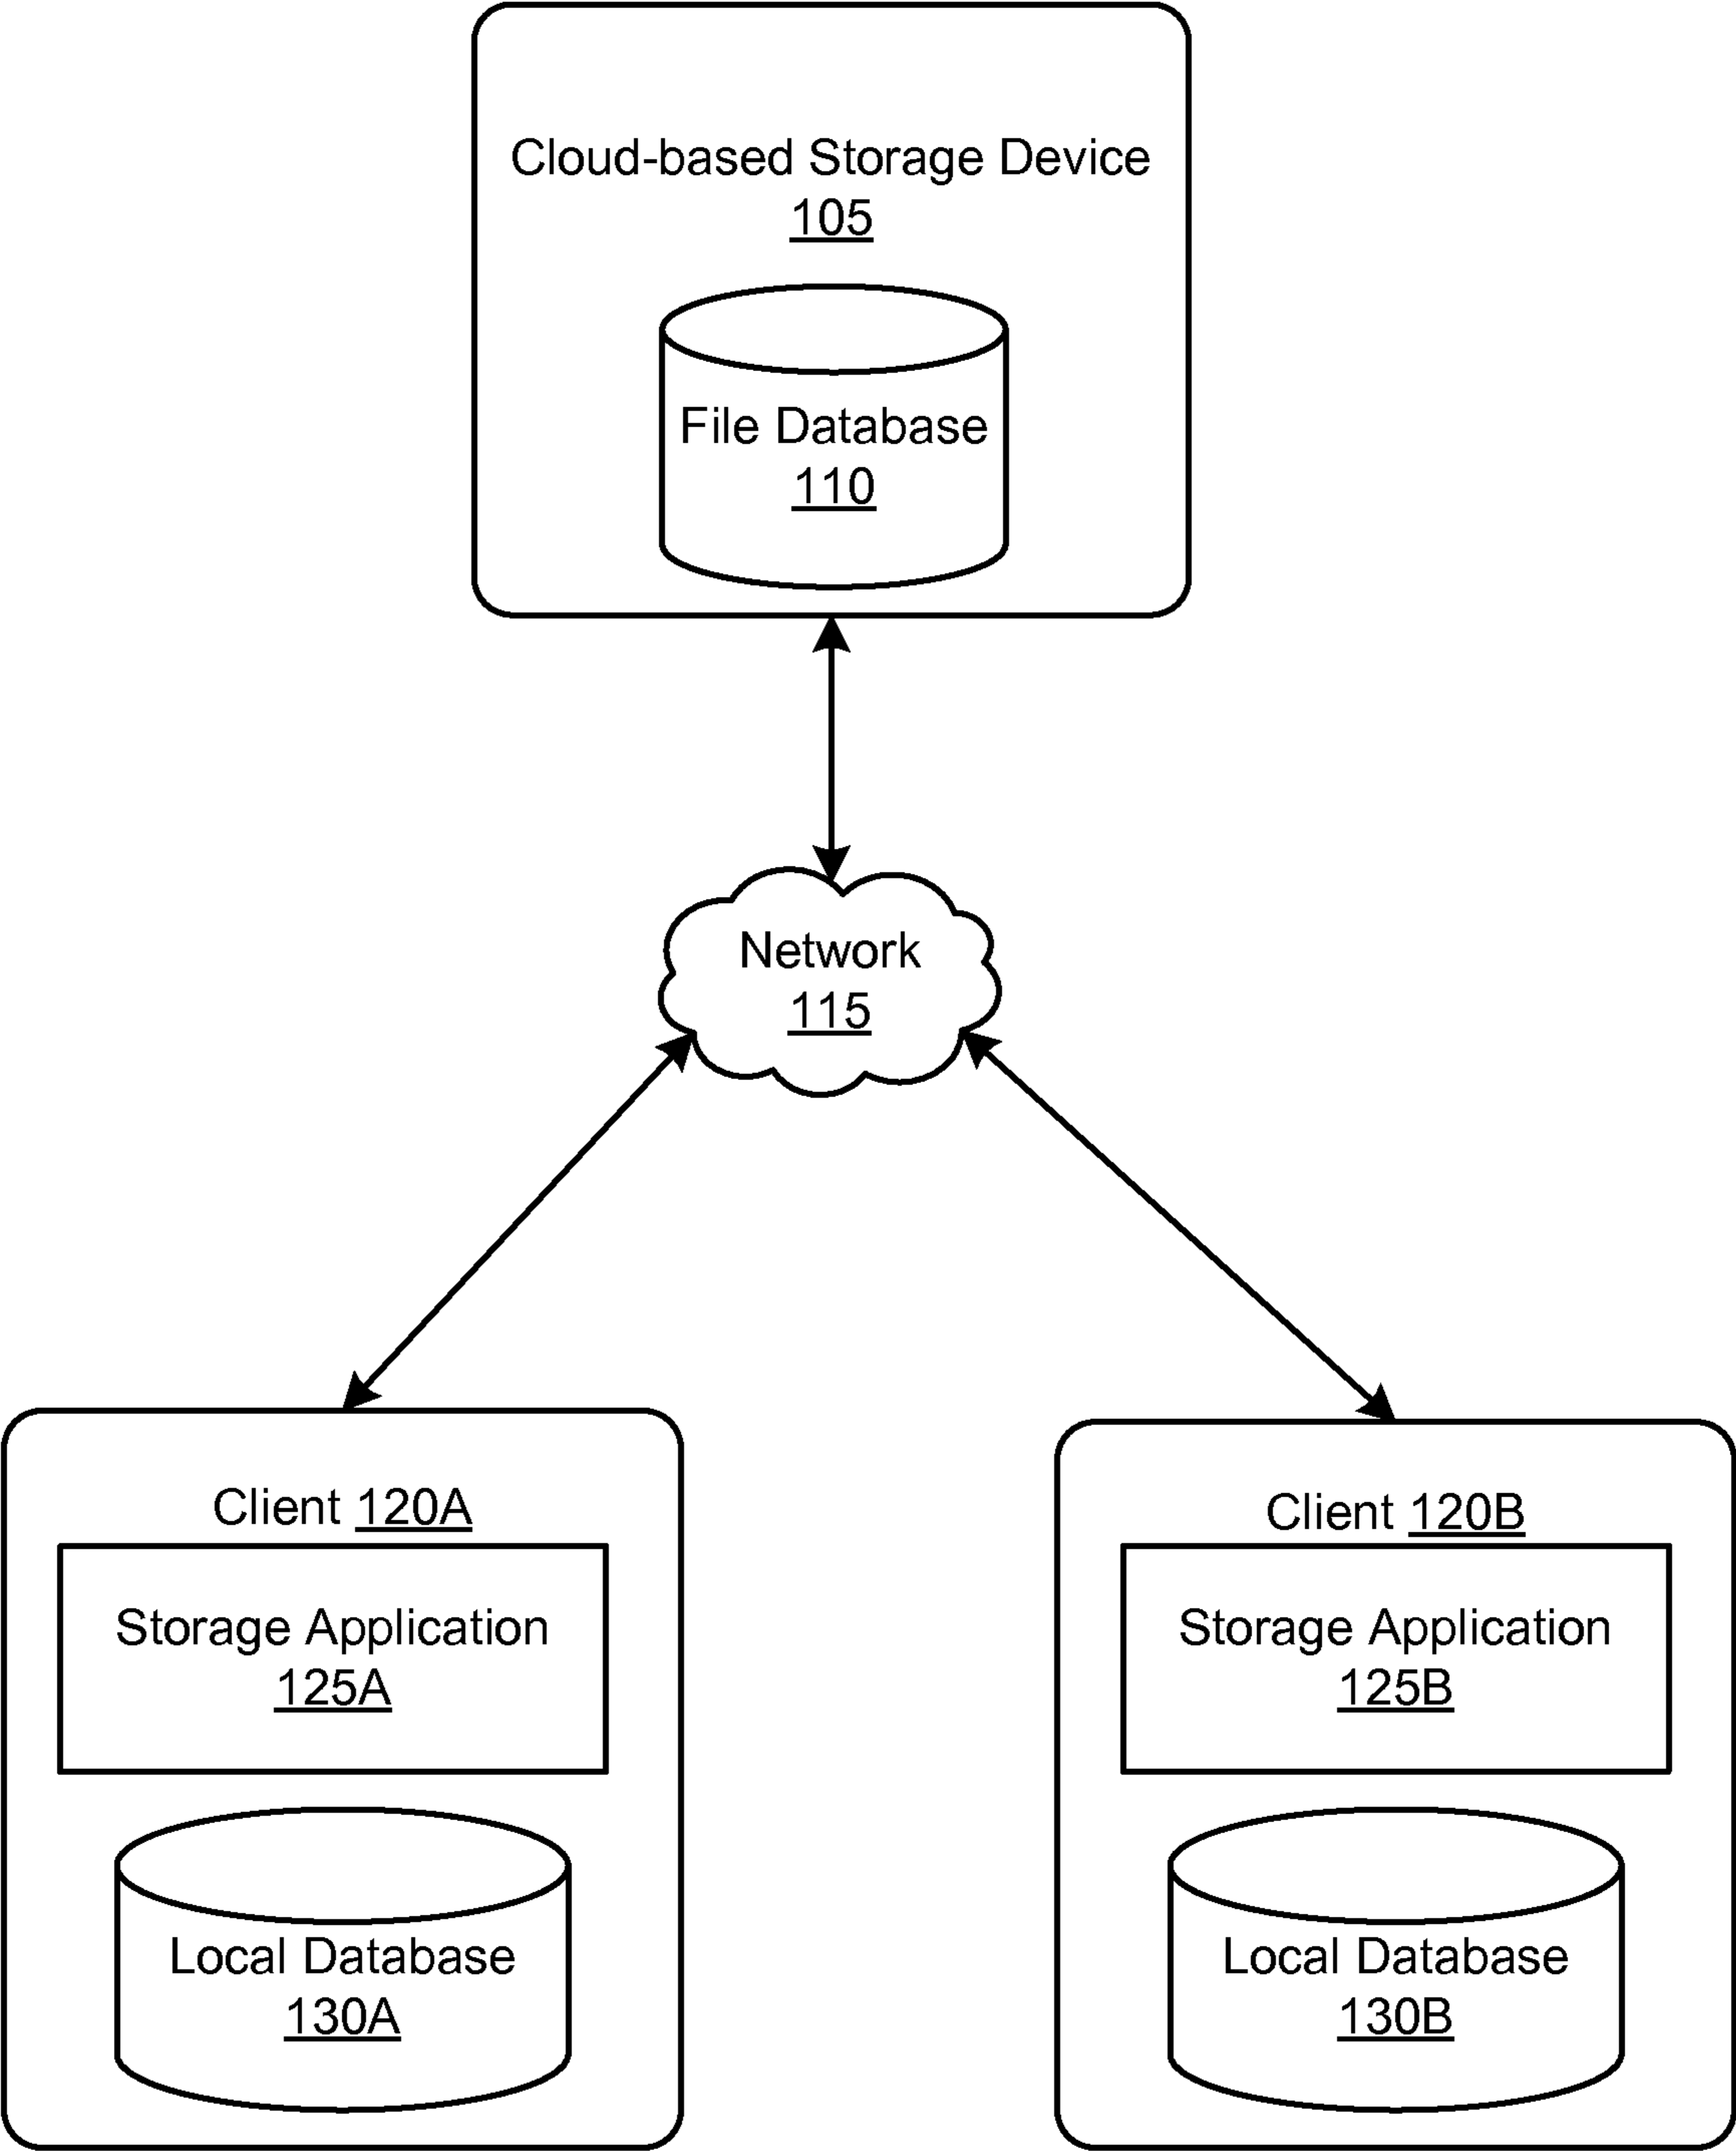 Cloud-based Storage Device
105
File Database
110
Network
115
Client 120A
Storage Application
125A
Local Database
130A
Client 120B
Storage Application
125B
Local Database
130B